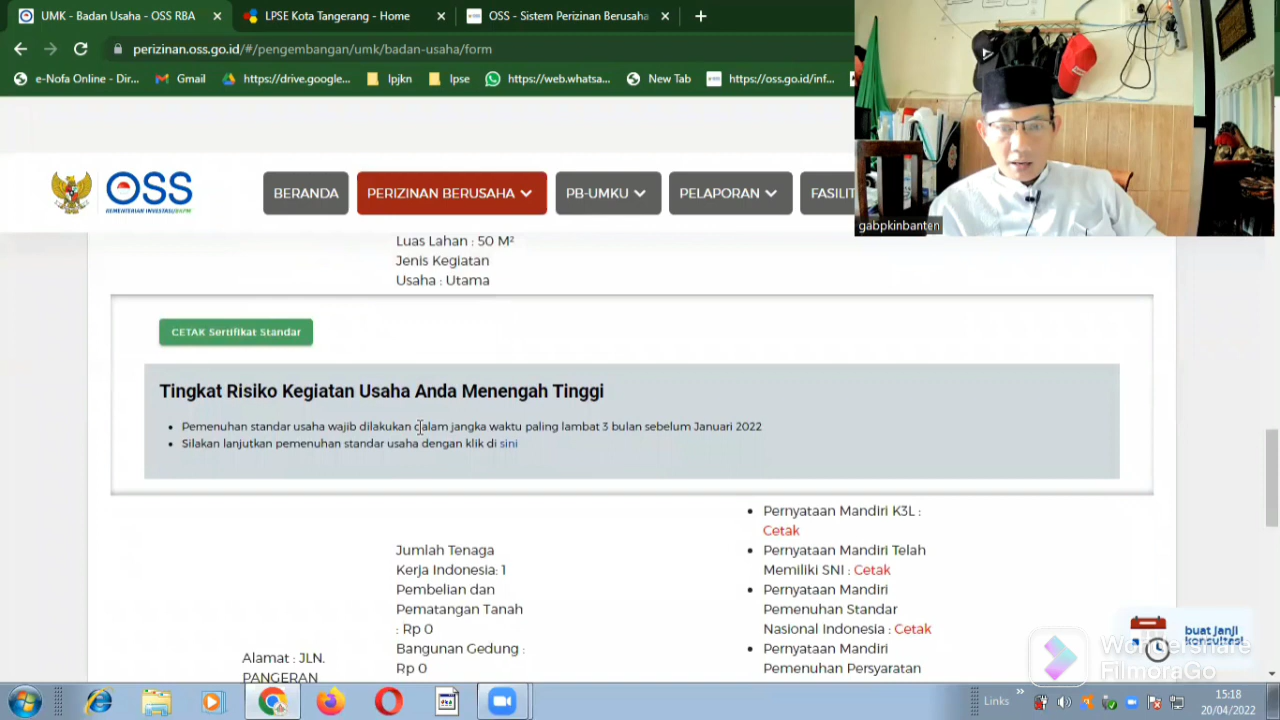 UMK - Badan Usaha - OSS RBA
LPSE Kota Tangerang - Home
OSS - Sistem Perizinan Berusaha
perizinan.oss.go.id/#/pengembangan/umk/badan-usaha/form
e-Nofa Online - Dir...
Gmail
https://drive.google...
lpjkn
lpse
https://web.whatsa...
New Tab
https://oss.go.id/inf...
gabpkinbanten
OSS
KEMENTERIAN INVESTASI/BKPM
BERANDA
PERIZINAN BERUSAHA
PB-UMKU
PELAPORAN
FASILIT
Luas Lahan : 50 M²
Jenis Kegiatan
Usaha : Utama
CETAK Sertifikat Standar
Tingkat Risiko Kegiatan Usaha Anda Menengah Tinggi
Pemenuhan standar usaha wajib dilakukan dalam jangka waktu paling lambat 3 bulan sebelum Januari 2022
Silakan lanjutkan pemenuhan standar usaha dengan klik di sini
Alamat : JLN.
PANGERAN
Jumlah Tenaga
Kerja Indonesia: 1
Pembelian dan
Pematangan Tanah
: Rp 0
Bangunan Gedung :
Rp 0
Pernyataan Mandiri K3L :
Cetak
Pernyataan Mandiri Telah
Memiliki SNI : Cetak
Pernyataan Mandiri
Pemenuhan Standar
Nasional Indonesia : Cetak
Pernyataan Mandiri
Pemenuhan Persyaratan
buat janji
konsultasi
Wondershare
FilmoraGo
Links
15:18
20/04/2022